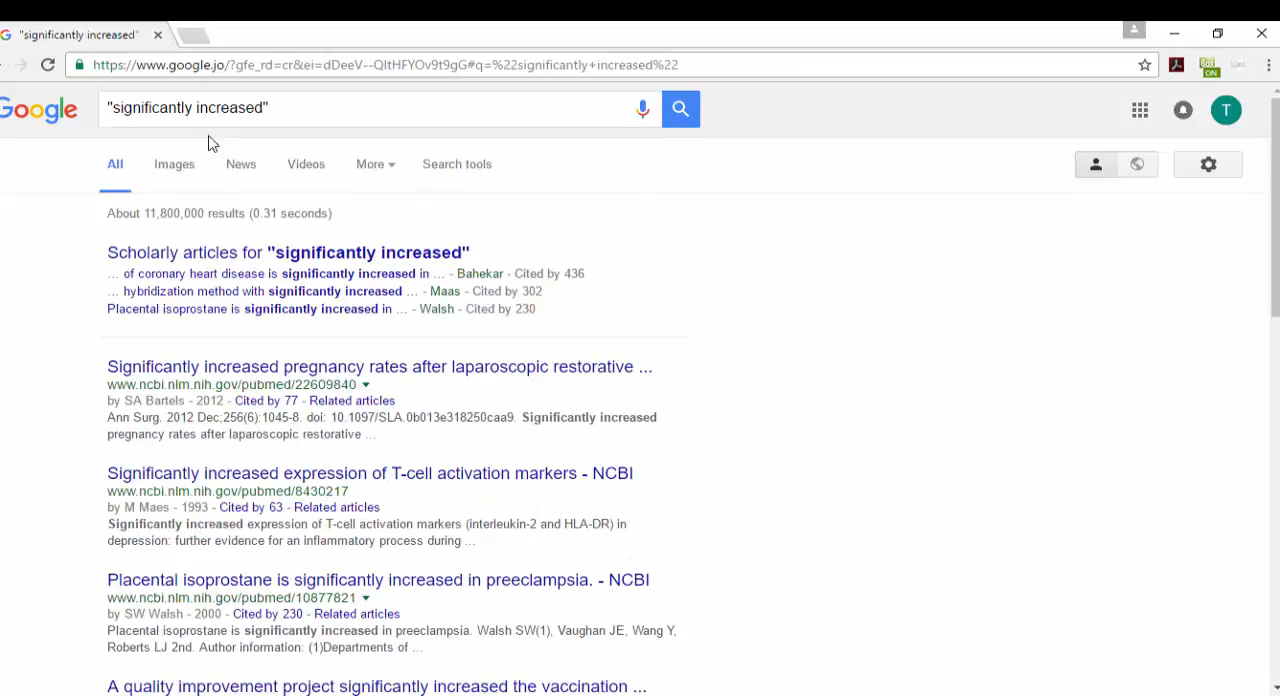 "significantly increased"
https://www.google.jo/?gfe_rd=cr&ei=dDeeV--QItHFYOv9t9gG#q=%22significantly+increased%22
ON
Google
"significantly increased"
T
All
Images
News
Videos
More
Search tools
About 11,800,000 results (0.31 seconds)
Scholarly articles for "significantly increased"
... of coronary heart disease is significantly increased in ... - Bahekar - Cited by 436
... hybridization method with significantly increased ... - Maas - Cited by 302
Placental isoprostane is significantly increased in ... - Walsh - Cited by 230
Significantly increased pregnancy rates after laparoscopic restorative ...
www.ncbi.nlm.nih.gov/pubmed/22609840
by SA Bartels - 2012 - Cited by 77 - Related articles
Ann Surg. 2012 Dec;256(6):1045-8. doi: 10.1097/SLA.0b013e318250caa9. Significantly increased
pregnancy rates after laparoscopic restorative ...
Significantly increased expression of T-cell activation markers - NCBI
www.ncbi.nlm.nih.gov/pubmed/8430217
by M Maes - 1993 - Cited by 63 - Related articles
Significantly increased expression of T-cell activation markers (interleukin-2 and HLA-DR) in
depression: further evidence for an inflammatory process during ...
Placental isoprostane is significantly increased in preeclampsia. - NCBI
www.ncbi.nlm.nih.gov/pubmed/10877821
by SW Walsh - 2000 - Cited by 230 - Related articles
Placental isoprostane is significantly increased in preeclampsia. Walsh SW(1), Vaughan JE, Wang Y,
Roberts LJ 2nd. Author information: (1)Departments of ...
A quality improvement project significantly increased the vaccination ...